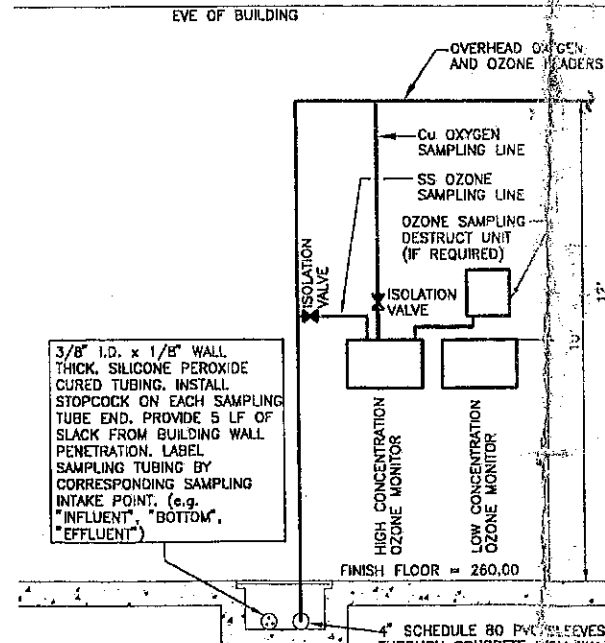 EVE OF BUILDING
OVERHEAD OXYGEN
AND OZONE HEADERS
Cu OXYGEN
SAMPLING LINE
SS OZONE
SAMPLING LINE
OZONE SAMPLING
DESTRUCT UNIT
(IF REQUIRED)
ISOLATION
VALVE
ISOLATION
VALVE
3/8" I.D. x 1/8" WALL
THICK. SILICONE PEROXIDE
CURED TUBING. INSTALL
STOPCOCK ON EACH SAMPLING
TUBE END. PROVIDE 5 LF OF
SLACK FROM BUILDING WALL
PENETRATION. LABEL
SAMPLING TUBING BY
CORRESPONDING SAMPLING
INTAKE POINT. (e.g.
"INFLUENT", "BOTTOM",
"EFFLUENT")
HIGH CONCENTRATION
OZONE MONITOR
LOW CONCENTRATION
OZONE MONITOR
10'
12'
FINISH FLOOR = 260.00
4" SCHEDULE 80 PVC SLEEVES
THROUGH CONCRETE